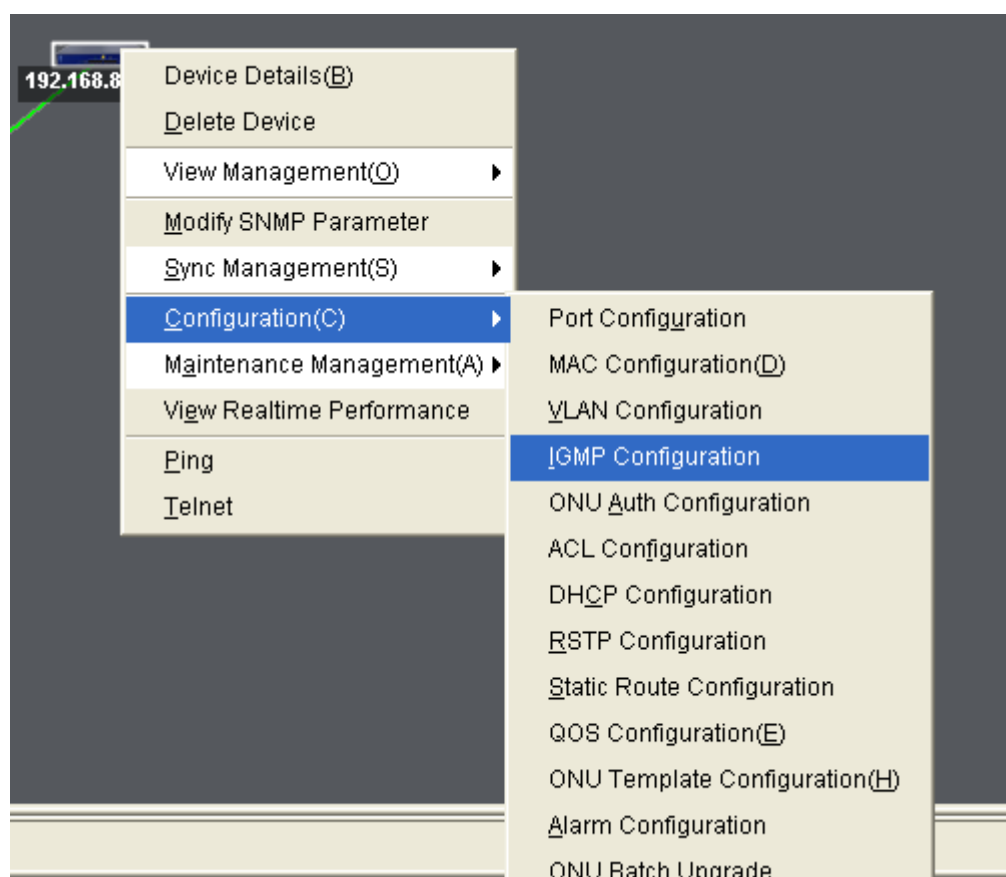 192.168.8
Device Details(B)
Delete Device
View Management(O)
Modify SNMP Parameter
Sync Management(S)
Configuration(C)
Maintenance Management(A)
View Realtime Performance
Ping
Telnet
Port Configuration
MAC Configuration(D)
VLAN Configuration
IGMP Configuration
ONU Auth Configuration
ACL Configuration
DHCP Configuration
RSTP Configuration
Static Route Configuration
QOS Configuration(E)
ONU Template Configuration(H)
Alarm Configuration
ONU Batch Upgrade